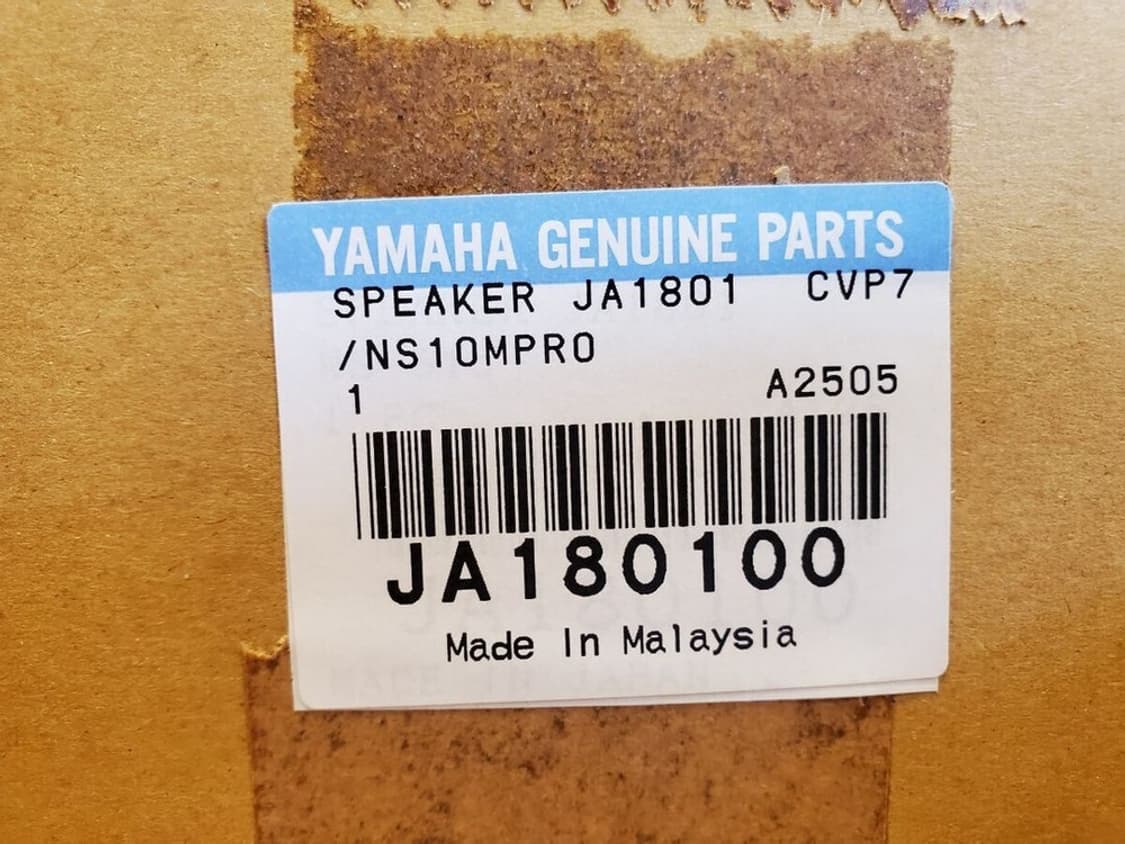 YAMAHA GENUINE PARTS
SPEAKER JA1801 CVP7
/NS10MPRO
1 A2505
JA180100
Made In Malaysia